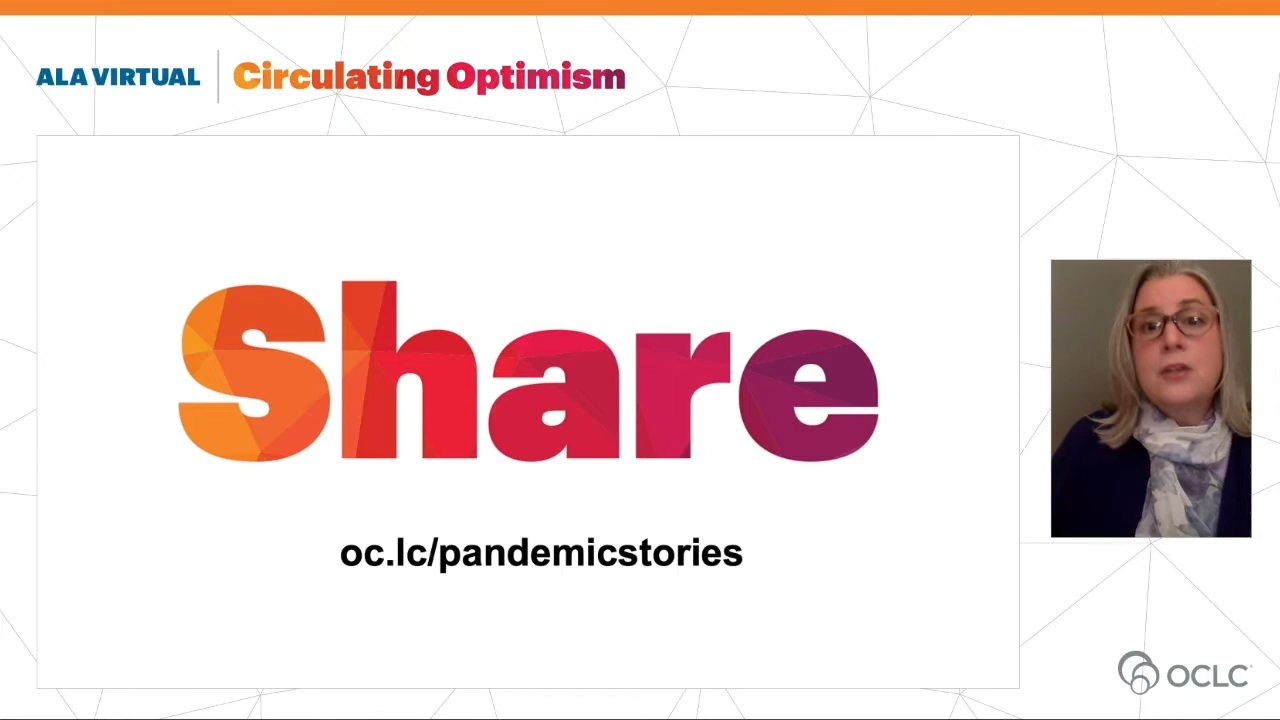 ALA VIRTUAL | Circulating Optimism
Share
oc.lc/pandemicstories
OCLC